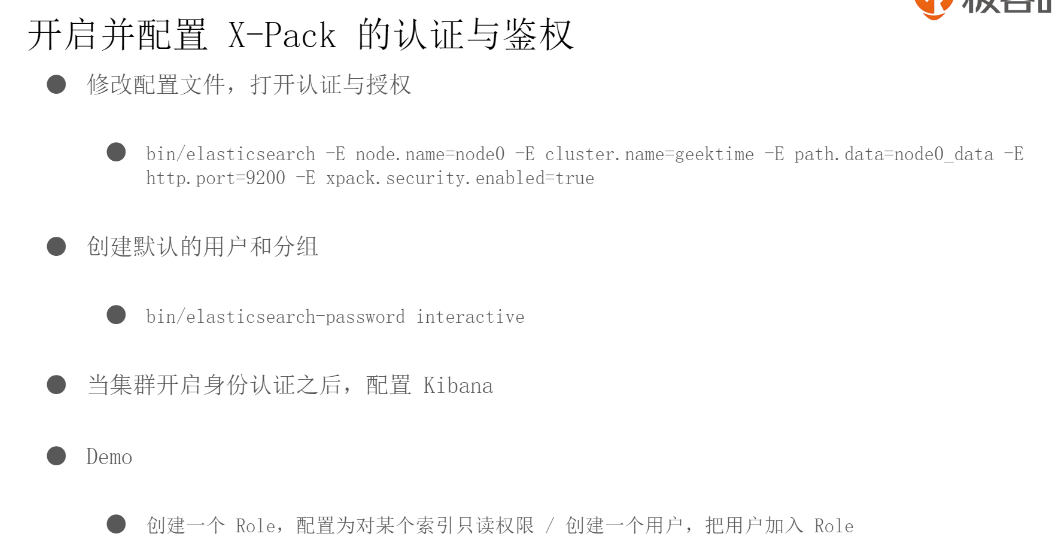 开启并配置 X-Pack 的认证与鉴权
修改配置文件，打开认证与授权
bin/elasticsearch -E node.name=node0 -E cluster.name=geektime -E path.data=node0_data -E
http.port=9200 -E xpack.security.enabled=true
创建默认的用户和分组
bin/elasticsearch-password interactive
当集群开启身份认证之后，配置 Kibana
Demo
创建一个 Role，配置为对某个索引只读权限 / 创建一个用户，把用户加入 Role